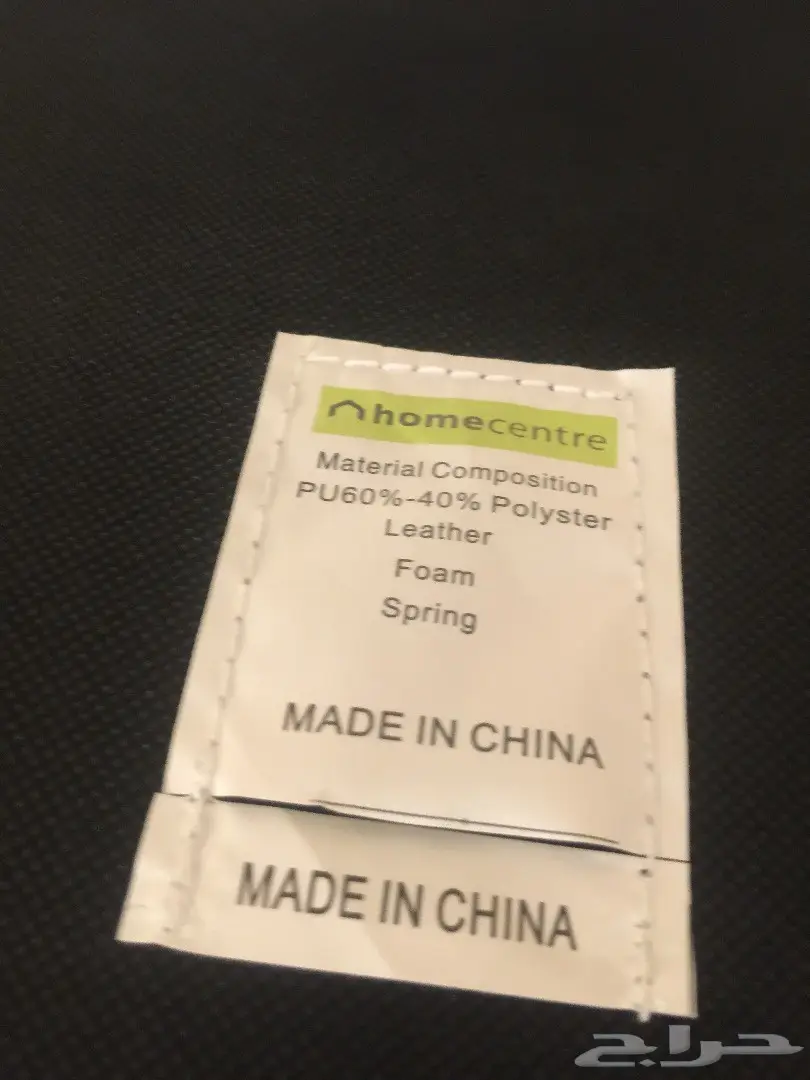 homecentre
Material Composition
PU60%-40% Polyster
Leather
Foam
Spring
MADE IN CHINA
MADE IN CHINA
حراج